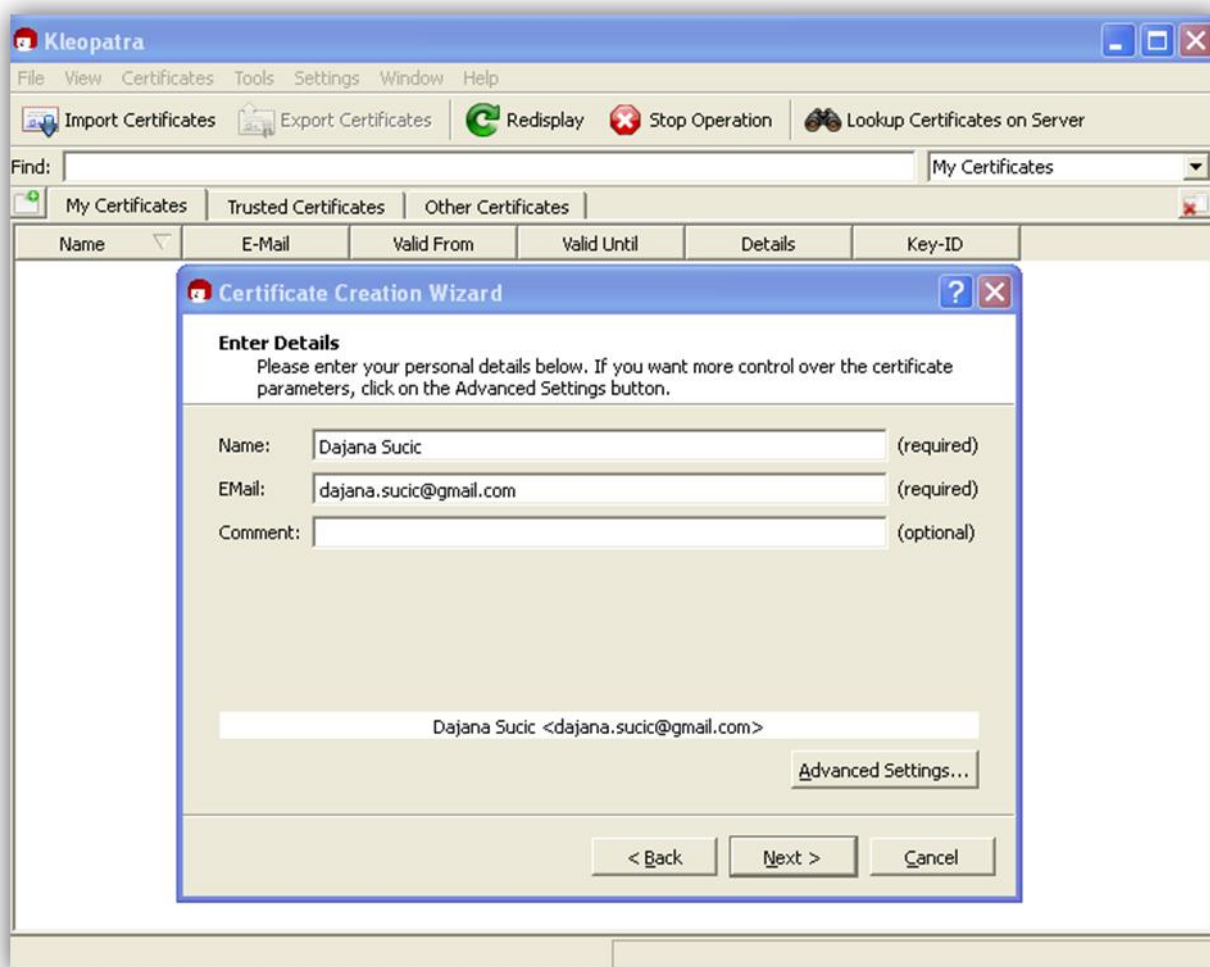 Kleopatra
File View Certificates Tools Settings Window Help
Import Certificates Export Certificates Redisplay Stop Operation Lookup Certificates on Server
Find: My Certificates
My Certificates Trusted Certificates Other Certificates
Name E-Mail Valid From Valid Until Details Key-ID
Certificate Creation Wizard
Enter Details
Please enter your personal details below. If you want more control over the certificate
parameters, click on the Advanced Settings button.
Name: Dajana Sucic (required)
EMail: dajana.sucic@gmail.com (required)
Comment: (optional)
Dajana Sucic <dajana.sucic@gmail.com>
Advanced Settings...
< Back Next > Cancel